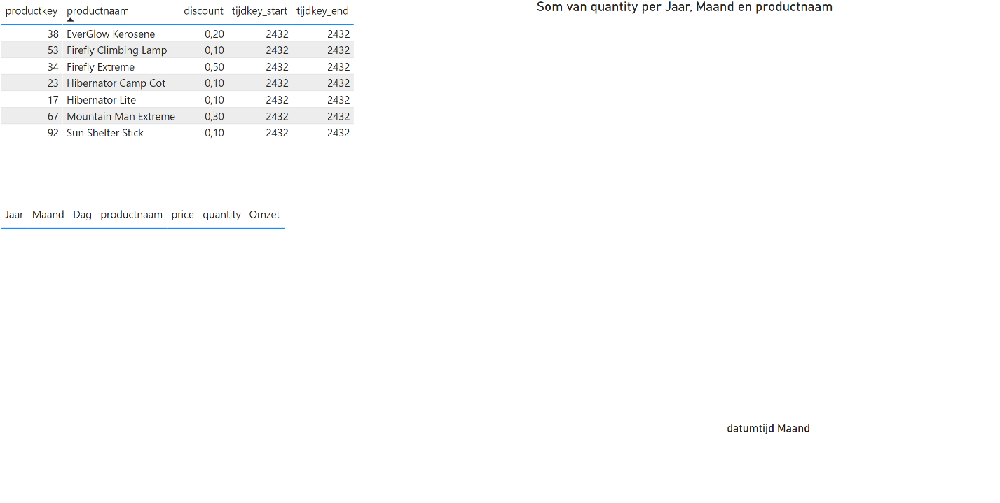 productkey productnaam discount tijdkey_start tijdkey_end
38 EverGlow Kerosene 0,20 2432 2432
53 Firefly Climbing Lamp 0,10 2432 2432
34 Firefly Extreme 0,50 2432 2432
23 Hibernator Camp Cot 0,10 2432 2432
17 Hibernator Lite 0,10 2432 2432
67 Mountain Man Extreme 0,30 2432 2432
92 Sun Shelter Stick 0,10 2432 2432
Jaar Maand Dag productnaam price quantity Omzet
Som van quantity per Jaar, Maand en productnaam
datumtijd Maand